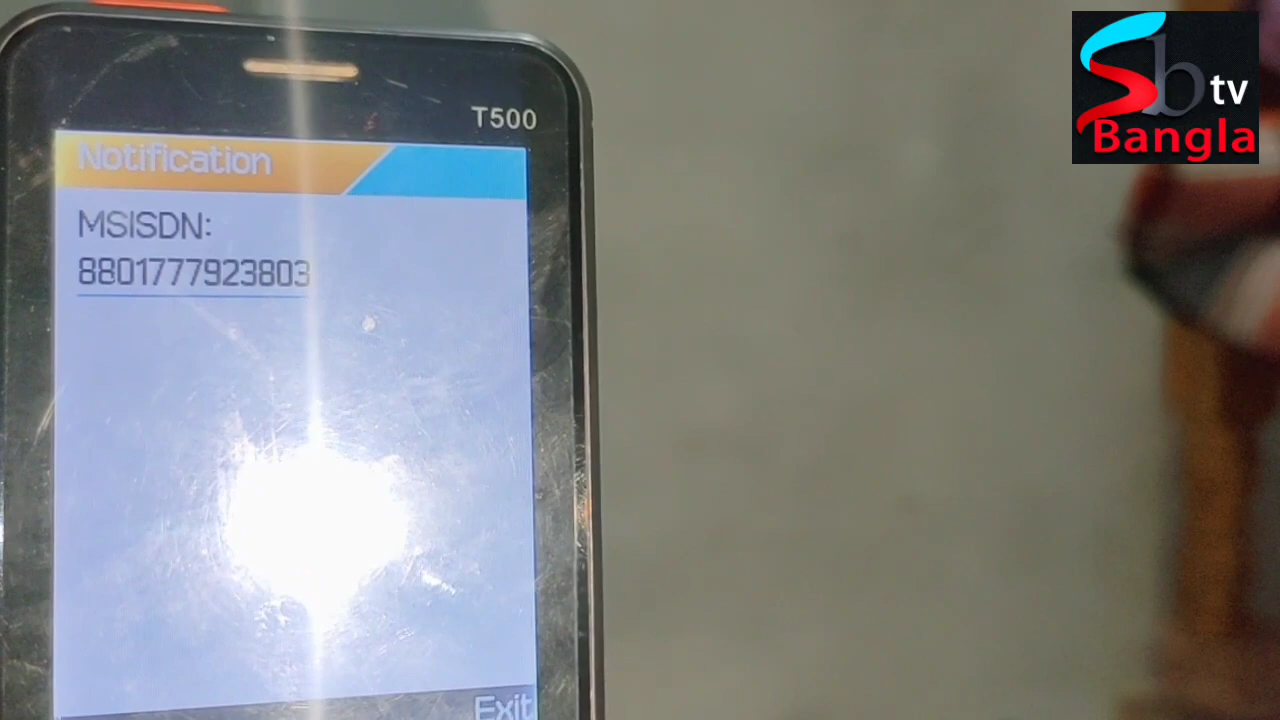 T500
Notification
MSISDN:
8801777923803
Exit
Sb tv
Bangla